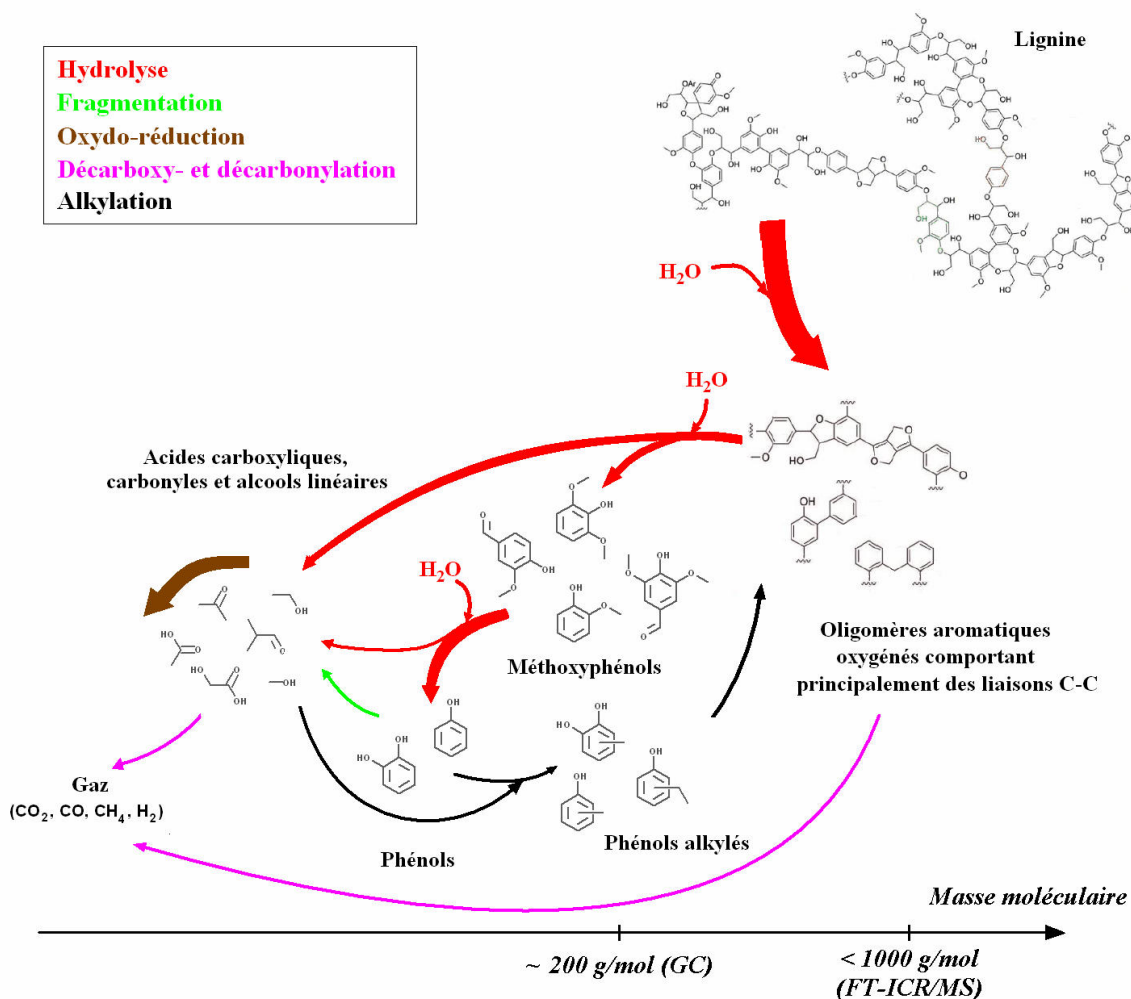 Hydrolyse
Fragmentation
Oxydo-réduction
Décarboxy- et décarbonylation
Alkylation
Lignine
H₂O
H₂O
Acides carboxyliques,
carbonyles et alcools linéaires
H₂O
Méthoxyphénols
Oligomères aromatiques
oxygénés comportant
principalement des liaisons C-C
Gaz
(CO₂, CO, CH₄, H₂)
Phénols
Phénols alkylés
Masse moléculaire
~ 200 g/mol (GC)
< 1000 g/mol
(FT-ICR/MS)